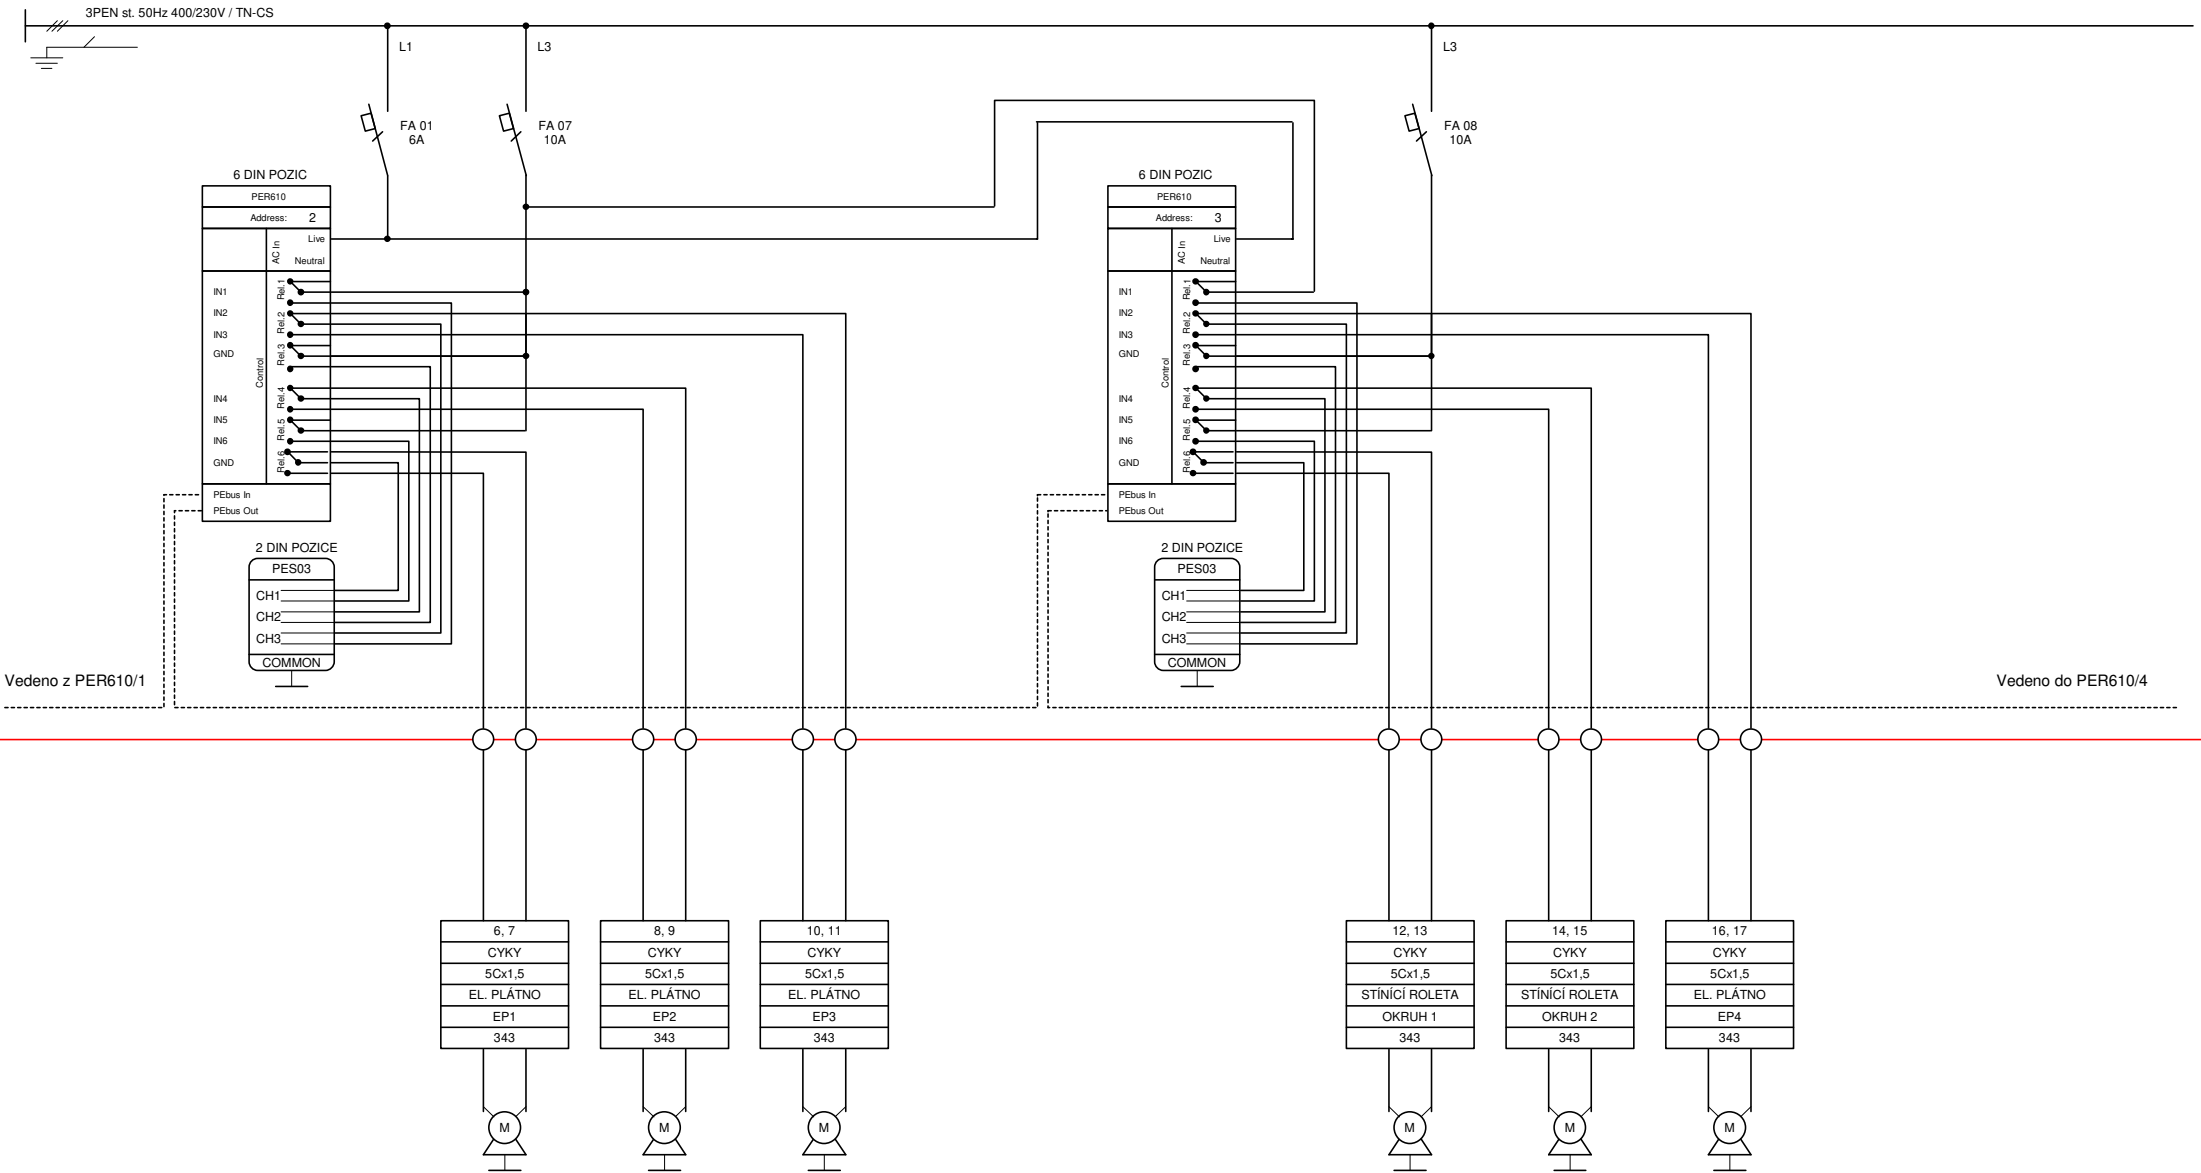 3PEN st. 50Hz 400/230V / TN-CS
L1
L3
L3
FA 01
6A
FA 07
10A
FA 08
10A
6 DIN POZIC
PER610
Address: 2
AC In
Live
Neutral
Control
IN1
IN2
IN3
GND
IN4
IN5
IN6
GND
Rel.1
Rel.2
Rel.3
Rel.4
Rel.5
Rel.6
PEbus In
PEbus Out
2 DIN POZICE
PES03
CH1
CH2
CH3
COMMON
6 DIN POZIC
PER610
Address: 3
AC In
Live
Neutral
Control
IN1
IN2
IN3
GND
IN4
IN5
IN6
GND
Rel.1
Rel.2
Rel.3
Rel.4
Rel.5
Rel.6
PEbus In
PEbus Out
2 DIN POZICE
PES03
CH1
CH2
CH3
COMMON
Vedeno z PER610/1
Vedeno do PER610/4
6, 7
CYKY
5Cx1,5
EL. PLÁTNO
EP1
343
M
8, 9
CYKY
5Cx1,5
EL. PLÁTNO
EP2
343
M
10, 11
CYKY
5Cx1,5
EL. PLÁTNO
EP3
343
M
12, 13
CYKY
5Cx1,5
STÍNÍCÍ ROLETA
OKRUH 1
343
M
14, 15
CYKY
5Cx1,5
STÍNÍCÍ ROLETA
OKRUH 2
343
M
16, 17
CYKY
5Cx1,5
EL. PLÁTNO
EP4
343
M